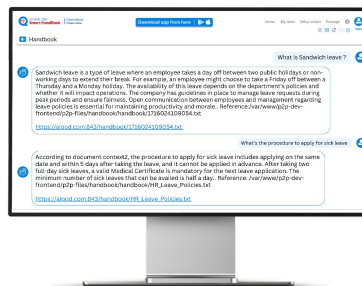 Smart HandBook
Download app from here
Home My team Setup Assist Package
Handbook
What is Sandwich leave ?
Sandwich leave is a type of leave where an employee takes a day off between two public holidays or non-
working days to extend their break. For example, an employee might choose to take a Friday off between a
Thursday and a Monday holiday. The availability of this leave depends on the department's policies and
whether it will impact operations. The company has guidelines in place to manage leave requests during
peak periods and ensure fairness. Open communication between employees and management regarding
leave policies is essential for maintaining productivity and morale.. Reference:/var/www/p2p-dev-
frontend/p2p-files/handbook/handbook/1716024109054.txt
https://aipod.com:843/handbook/1716024109054.txt
What's the procedure to apply for sick leave
According to document context2, the procedure to apply for sick leave includes applying on the same
date and within 5 days after taking the leave, and it cannot be applied in advance. After taking two
full-day sick leaves, a valid Medical Certificate is mandatory for the next leave application. The
minimum number of sick leaves that can be availed is half a day.. Reference: /var/www/p2p-dev-
frontend/p2p-files/handbook/handbook/HR_Leave_Policies.txt
https://aipod.com:843/handbook/HR_Leave_Policies.txt